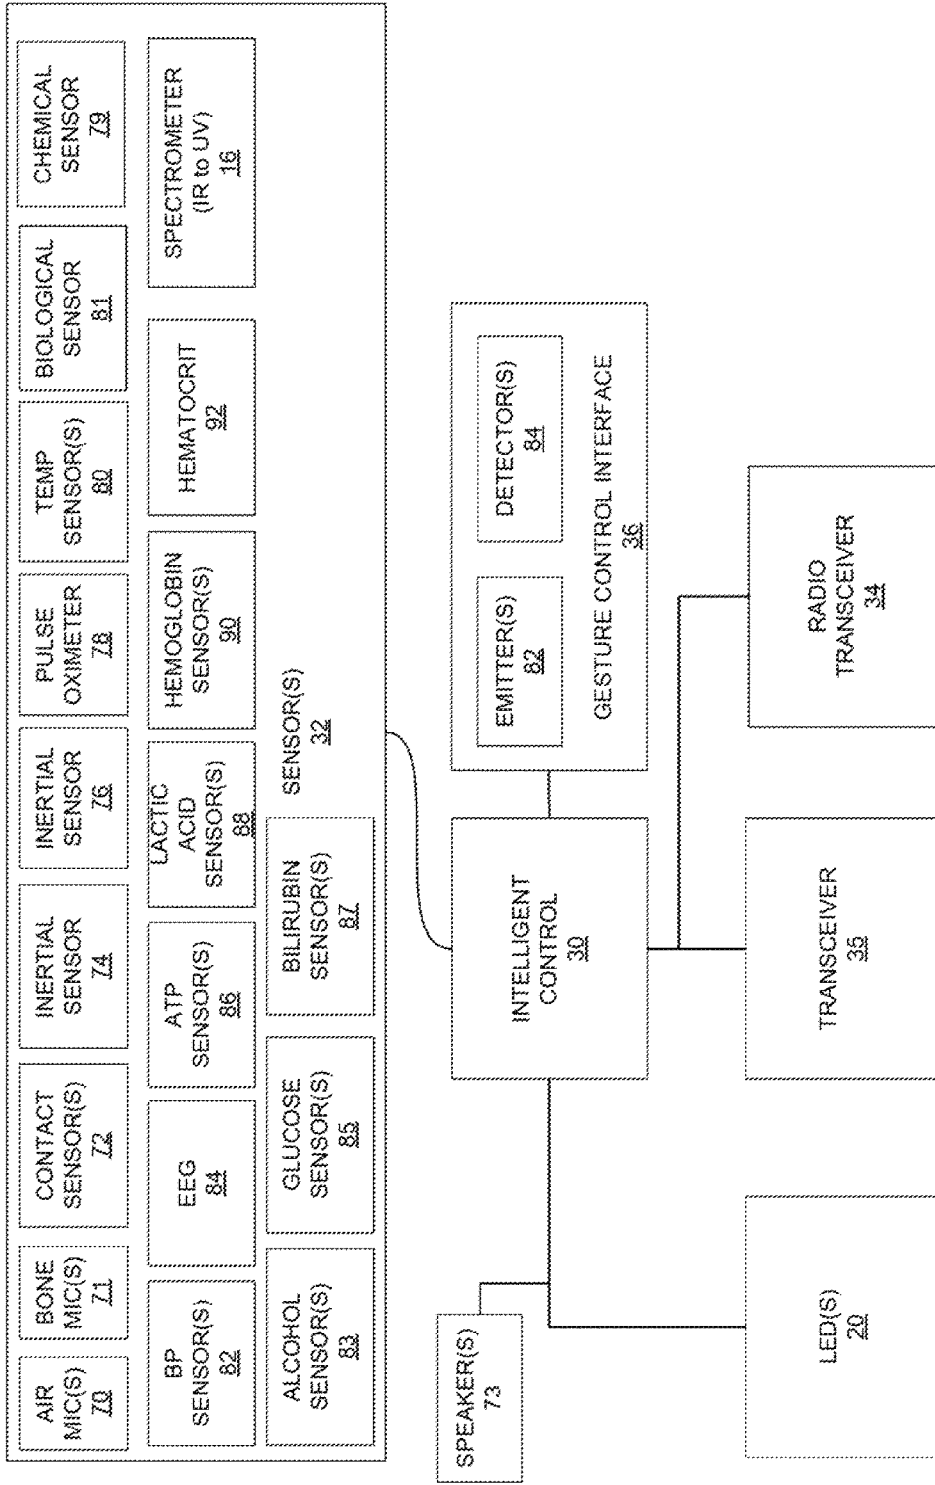 AIR
MIC(S)
70
BONE
MIC(S)
71
CONTACT
SENSOR(S)
72
INERTIAL
SENSOR
74
INERTIAL
SENSOR
76
PULSE
OXIMETER
78
TEMP
SENSOR(S)
80
BIOLOGICAL
SENSOR
81
CHEMICAL
SENSOR
79
BP
SENSOR(S)
82
EEG
84
ATP
SENSOR(S)
86
LACTIC
ACID
SENSOR(S)
88
HEMOGLOBIN
SENSOR(S)
90
HEMATOCRIT
92
SPECTROMETER
(IR to UV)
16
ALCOHOL
SENSOR(S)
83
GLUCOSE
SENSOR(S)
85
BILIRUBIN
SENSOR(S)
87
SENSOR(S)
32
SPEAKER(S)
73
INTELLIGENT
CONTROL
30
EMITTER(S)
82
DETECTOR(S)
84
GESTURE CONTROL INTERFACE
36
LED(S)
20
TRANSCEIVER
35
RADIO
TRANSCEIVER
34